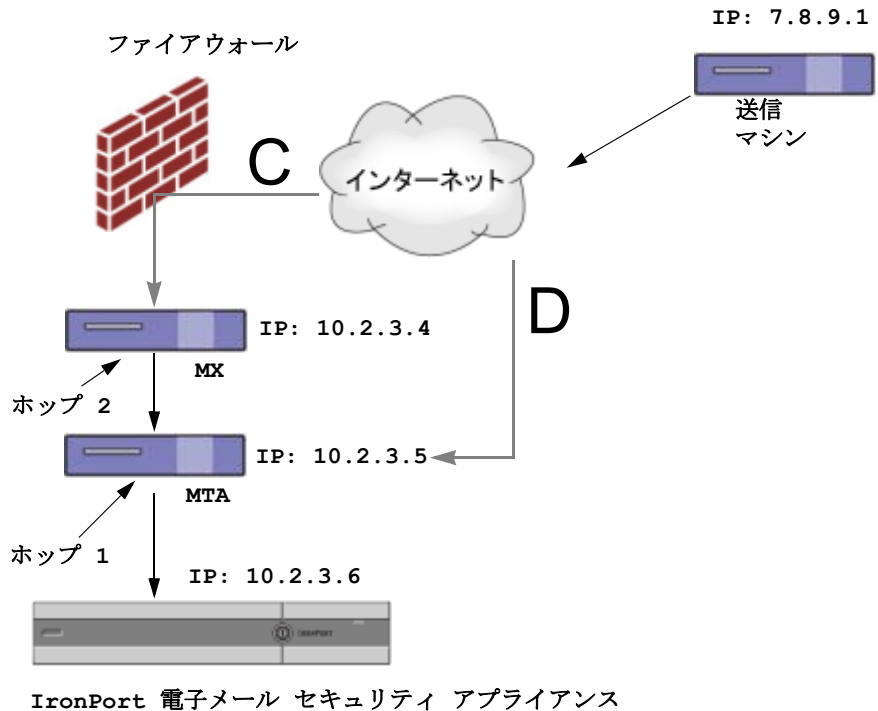 IP: 7.8.9.1
ファイアウォール
送信
マシン
C
インターネット
D
IP: 10.2.3.4
MX
ホップ 2
IP: 10.2.3.5
MTA
ホップ 1
IP: 10.2.3.6
IRONPORT
IronPort 電子メール セキュリティ アプライアンス